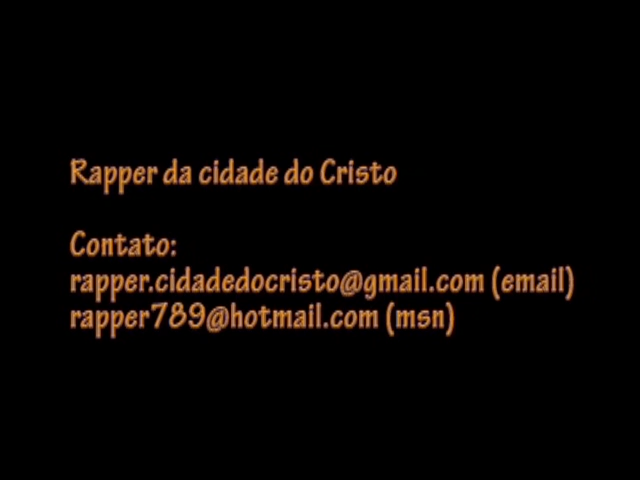 Rapper da cidade do Cristo
Contato:
rapper.cidadedocristo@gmail.com (email)
rapper789@hotmail.com (msn)